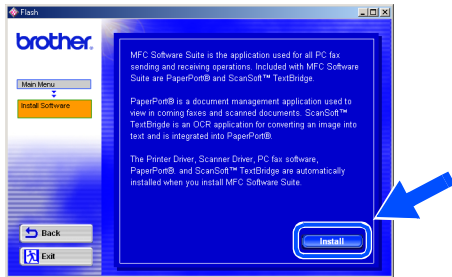 Flash
brother.
Main Menu
Install Software
MFC Software Suite is the application used for all PC fax
sending and receiving operations. Included with MFC Software
Suite are PaperPort® and ScanSoft™ TextBridge.
PaperPort® is a document management application used to
view in coming faxes and scanned documents. ScanSoft™
TextBrigde is an OCR application for converting an image into
text and is integrated into PaperPort®.
The Printer Driver, Scanner Driver, PC fax software,
PaperPort®. and ScanSoft™ TextBridge are automatically
installed when you install MFC Software Suite.
Back
Exit
Install